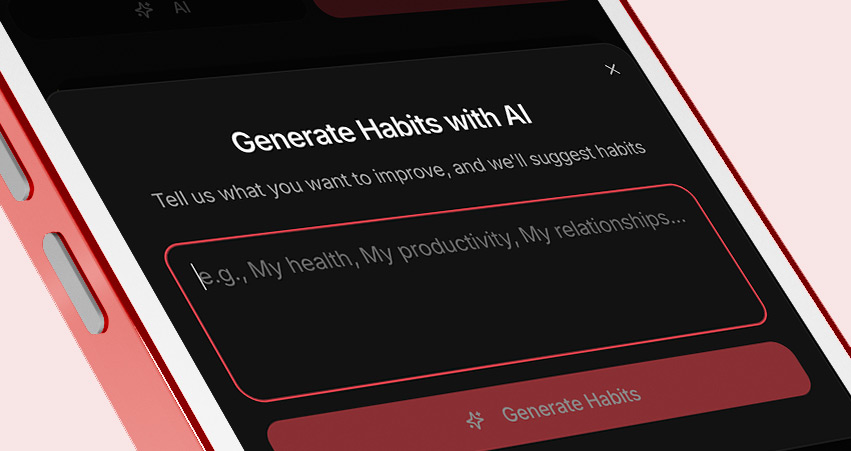 AI
Generate Habits with AI
Tell us what you want to improve, and we'll suggest habits
e.g., My health, My productivity, My relationships...
Generate Habits